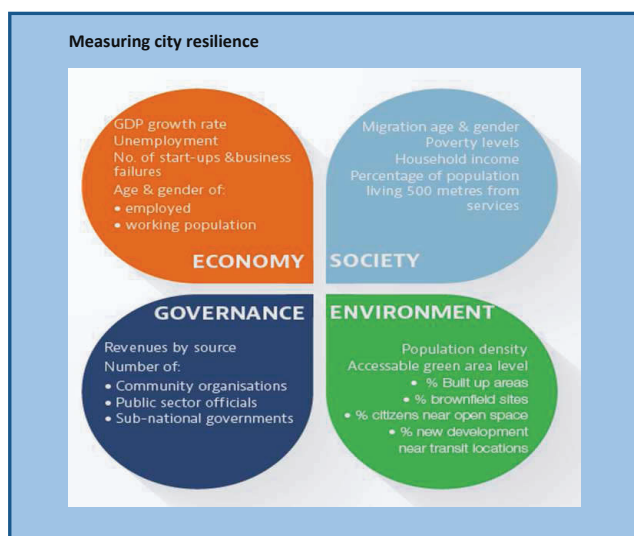 Measuring city resilience
GDP growth rate
Unemployment
No. of start-ups &business
failures
Age & gender of:
• employed
• working population
ECONOMY
Migration age & gender
Poverty levels
Household income
Percentage of population
living 500 metres from
services
SOCIETY
GOVERNANCE
Revenues by source
Number of:
• Community organisations
• Public sector officials
• Sub-national governments
ENVIRONMENT
Population density
Accessable green area level
• % Built up areas
• % brownfield sites
• % citizens near open space
• % new development
near transit locations